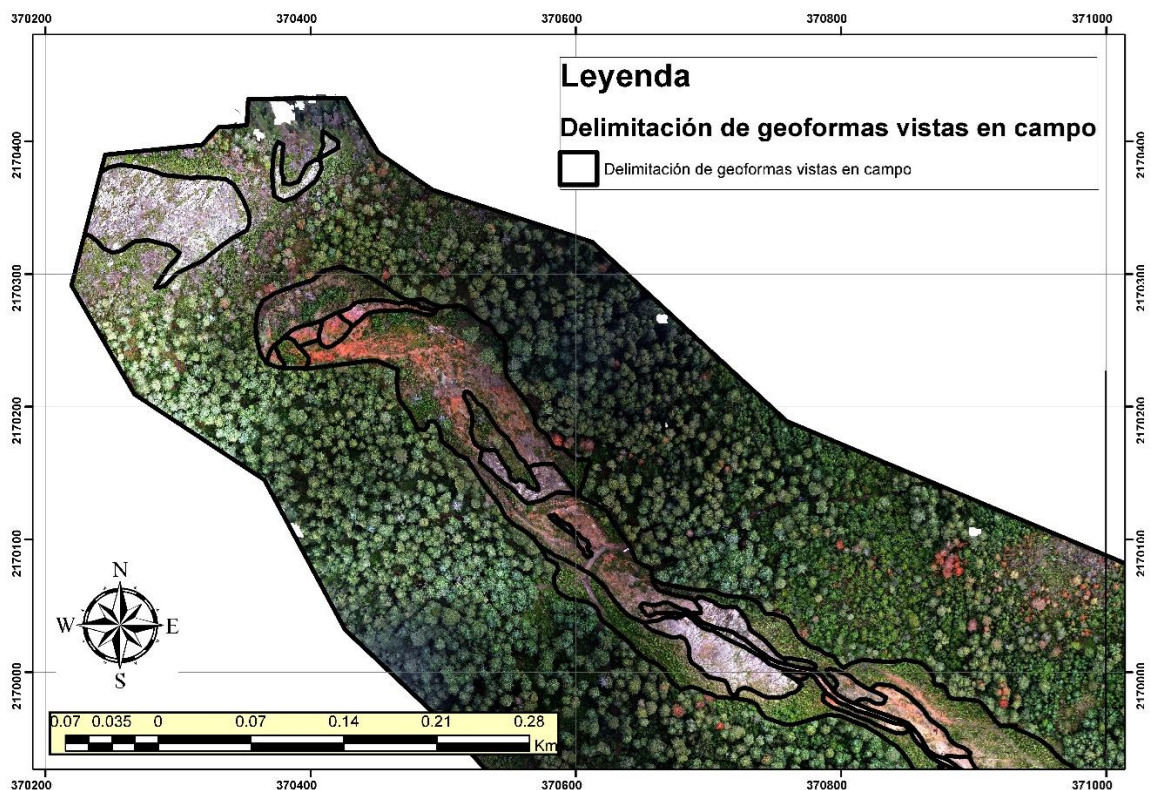 370200 370400 370600 370800 371000
Leyenda
Delimitación de geoformas vistas en campo
Delimitación de geoformas vistas en campo
2170400 2170400
2170300 2170300
2170200 2170200
2170100 2170100
2170000 2170000
N
W E
S
0.07 0.035 0 0.07 0.14 0.21 0.28
Km
370200 370400 370600 370800 371000